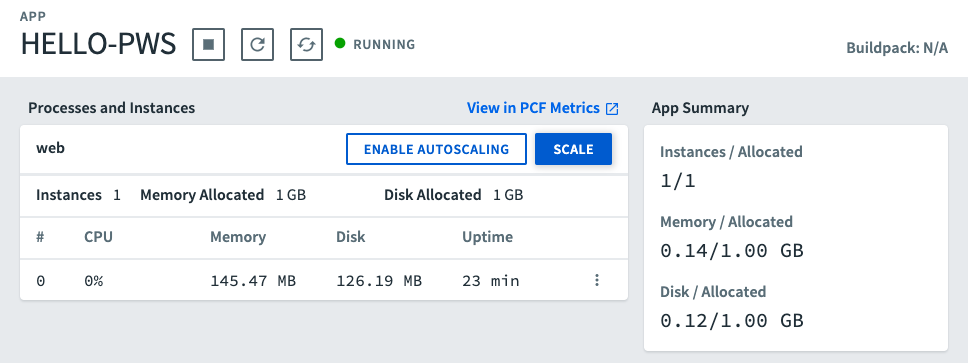 APP
HELLO-PWS
RUNNING
Buildpack: N/A
Processes and Instances
View in PCF Metrics
web
ENABLE AUTOSCALING
SCALE
Instances 1 Memory Allocated 1 GB Disk Allocated 1 GB
# CPU Memory Disk Uptime
0 0% 145.47 MB 126.19 MB 23 min
App Summary
Instances / Allocated
1/1
Memory / Allocated
0.14/1.00 GB
Disk / Allocated
0.12/1.00 GB